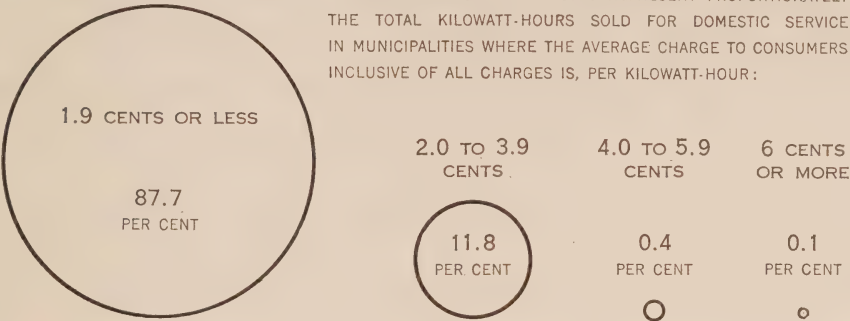 THE TOTAL KILOWATT-HOURS SOLD FOR DOMESTIC SERVICE
IN MUNICIPALITIES WHERE THE AVERAGE CHARGE TO CONSUMERS
INCLUSIVE OF ALL CHARGES IS, PER KILOWATT-HOUR:
1.9 CENTS OR LESS
87.7
PER CENT
2.0 TO 3.9
CENTS
11.8
PER CENT
4.0 TO 5.9
CENTS
0.4
PER CENT
6 CENTS
OR MORE
0.1
PER CENT